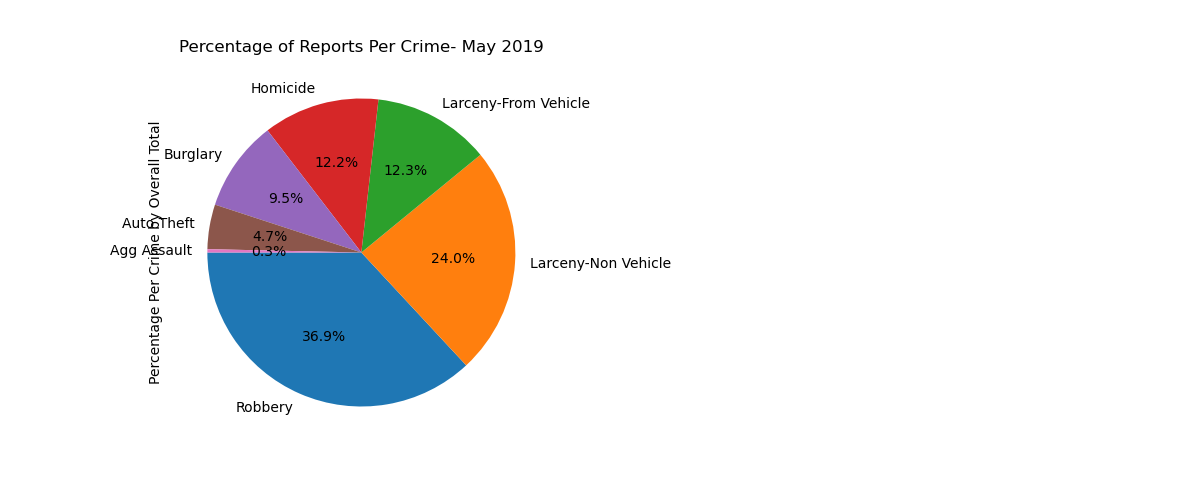 Percentage of Reports Per Crime- May 2019
Homicide
Larceny-From Vehicle
Burglary
12.2%
12.3%
9.5%
Auto Theft
4.7%
Agg Assault
0.3%
24.0%
Larceny-Non Vehicle
36.9%
Robbery
Percentage Per Crime by Overall Total